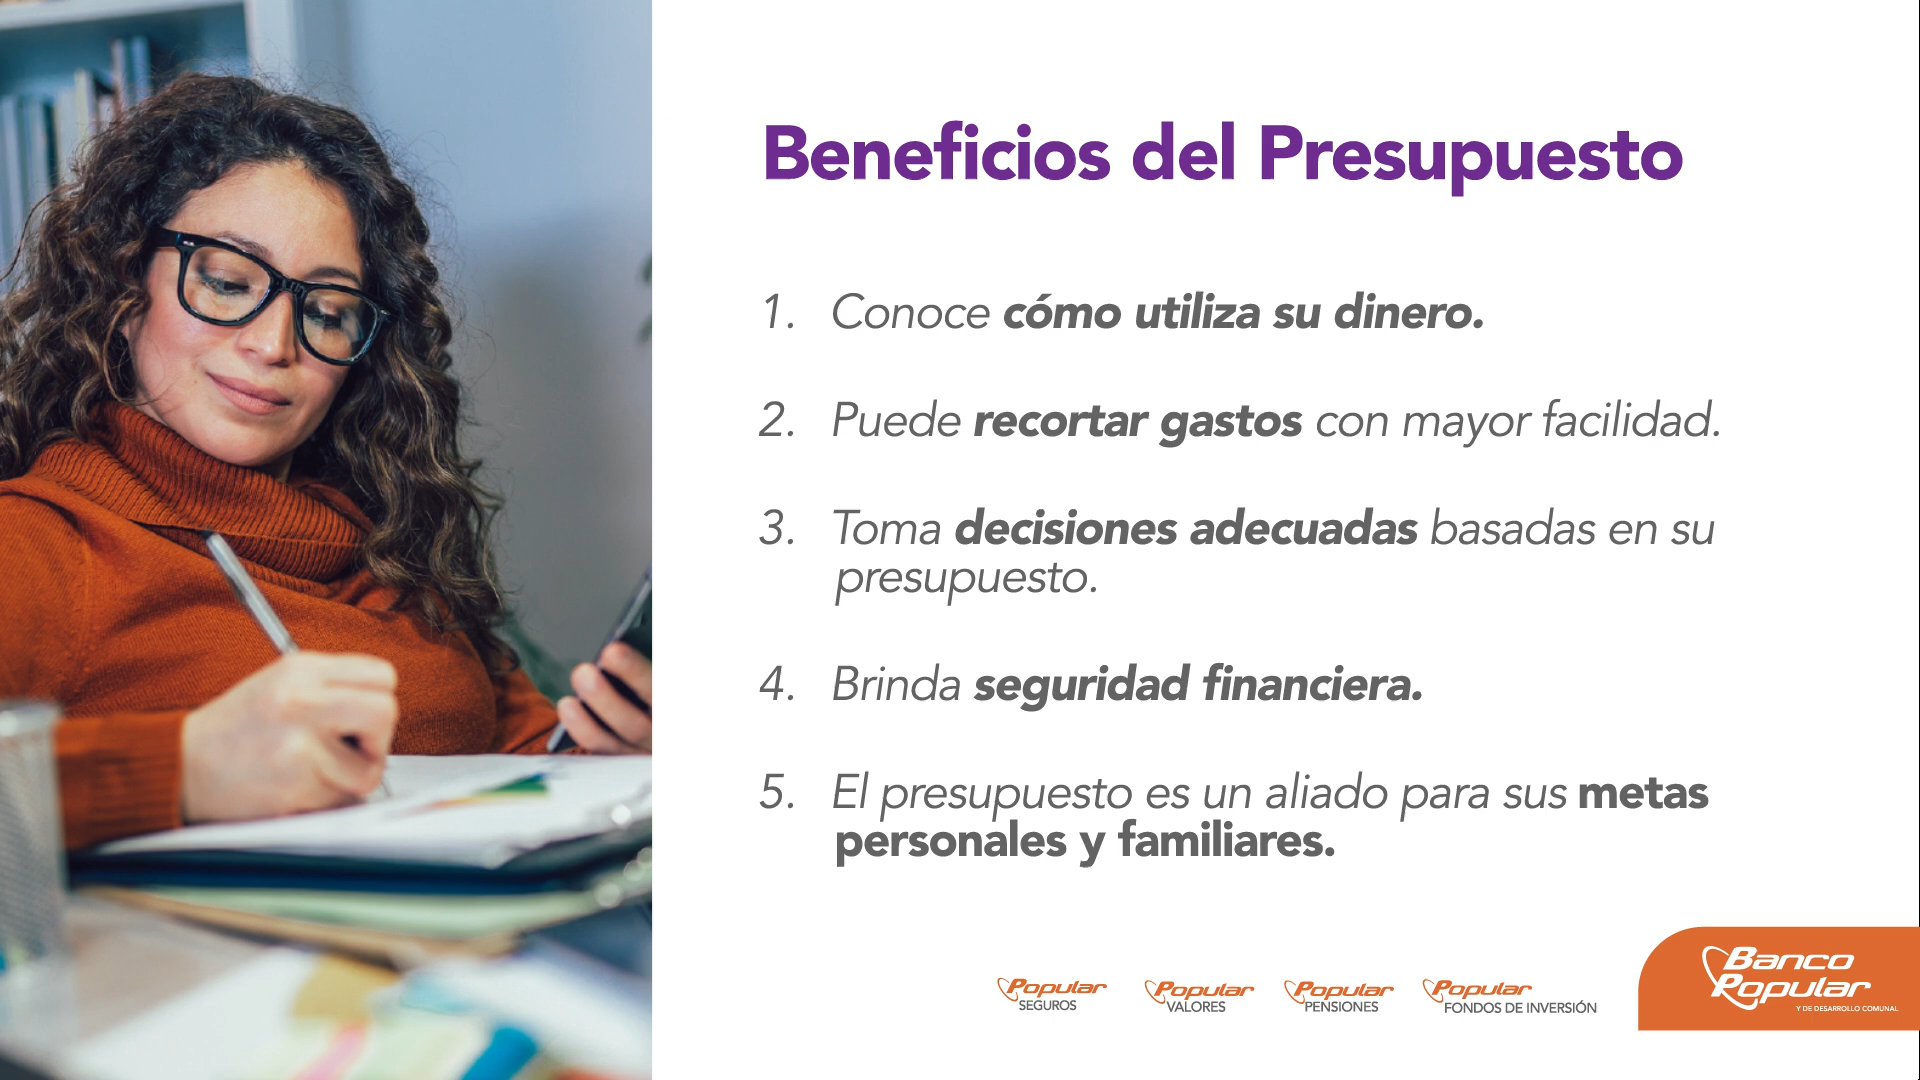 Beneficios del Presupuesto
1. Conoce cómo utiliza su dinero.
2. Puede recortar gastos con mayor facilidad.
3. Toma decisiones adecuadas basadas en su
presupuesto.
4. Brinda seguridad financiera.
5. El presupuesto es un aliado para sus metas
personales y familiares.
Popular
SEGUROS
Popular
VALORES
Popular
PENSIONES
Popular
FONDOS DE INVERSIÓN
Banco
Popular
Y DE DESARROLLO COMUNAL